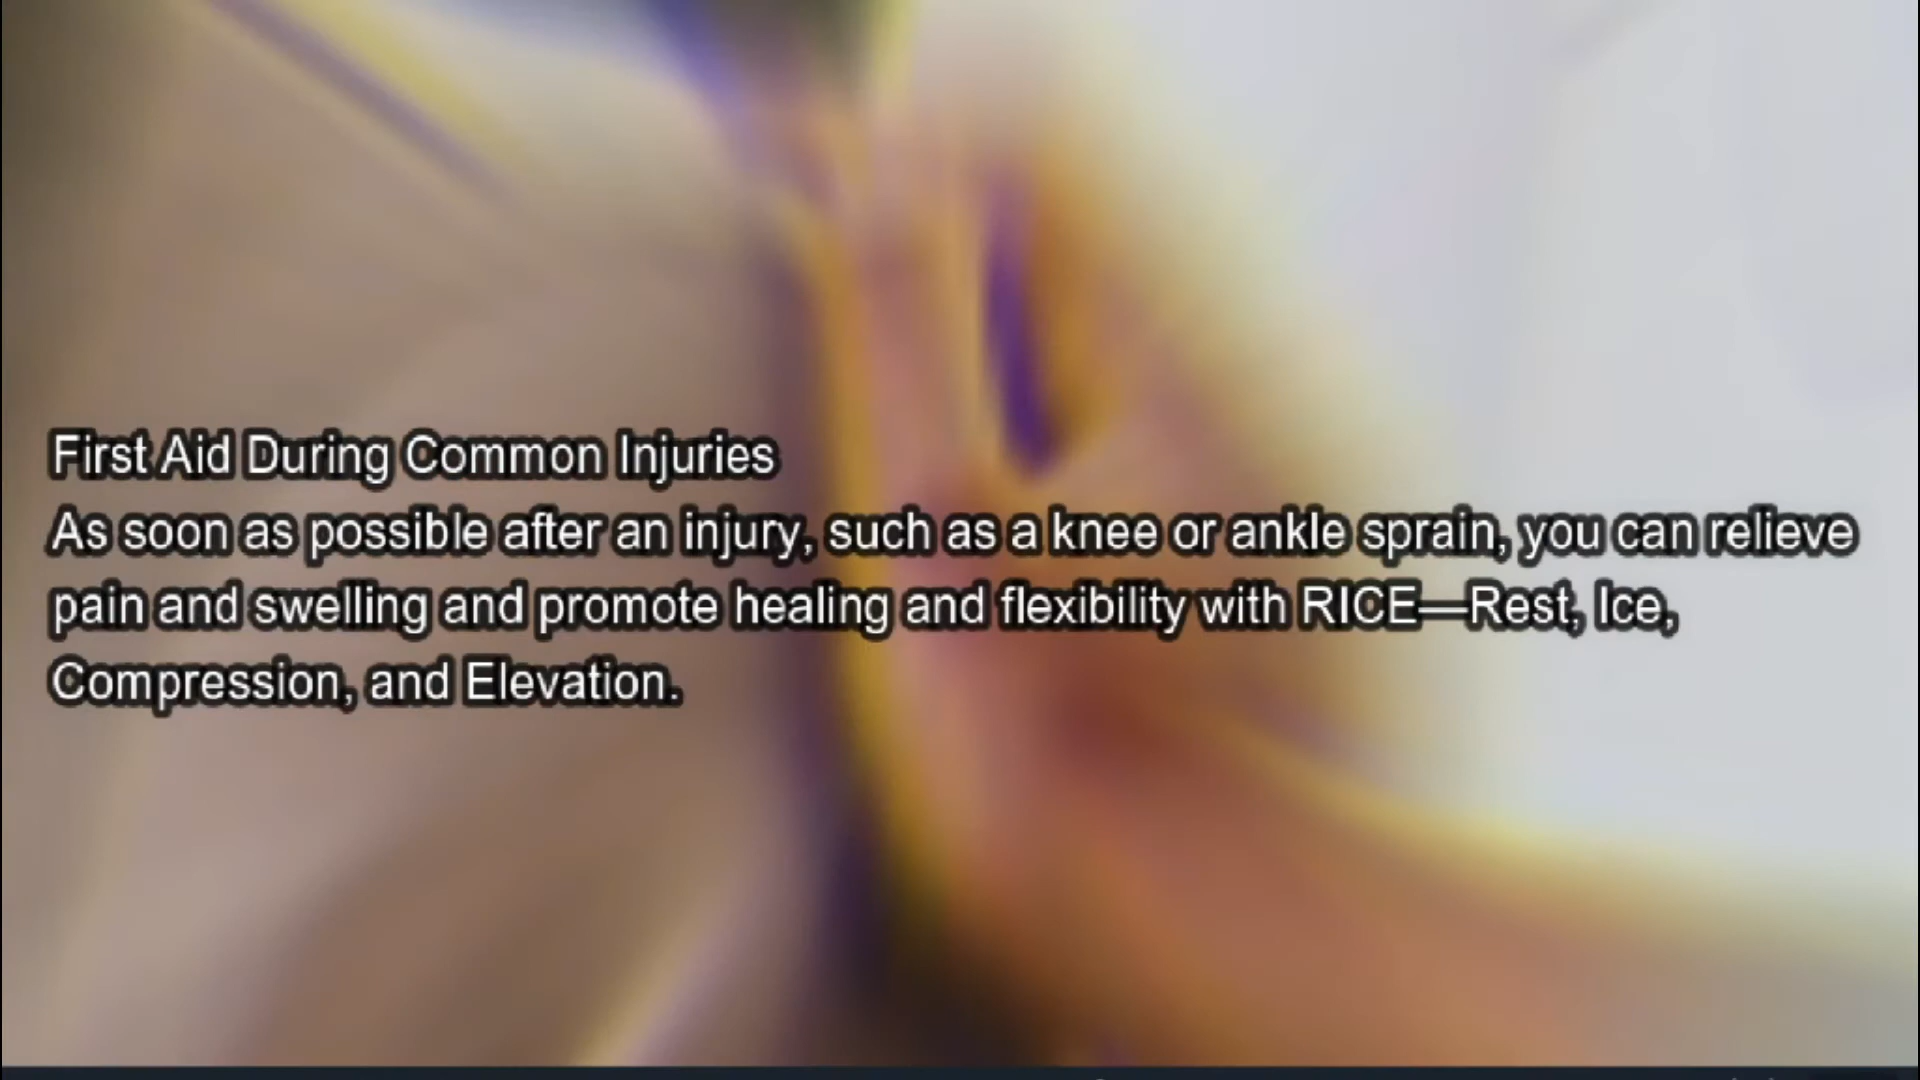 First Aid During Common Injuries
As soon as possible after an injury, such as a knee or ankle sprain, you can relieve
pain and swelling and promote healing and flexibility with RICE—Rest, Ice,
Compression, and Elevation.